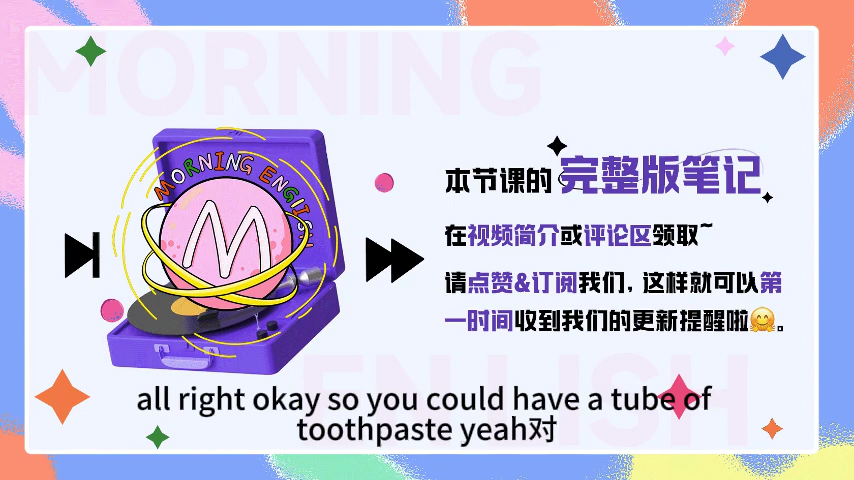 MORNING
MORNING ENGLISH
M
本节课的 完整版笔记
在视频简介或评论区领取~
请点赞&订阅我们，这样就可以第
一时间收到我们的更新提醒啦🤗。
ENGLISH
all right okay so you could have a tube of
toothpaste yeah对